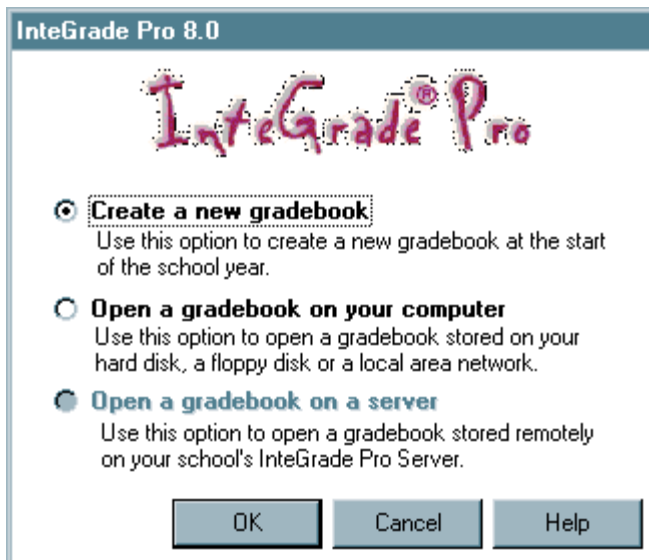 InteGrade Pro 8.0
InteGrade® Pro
Create a new gradebook
Use this option to create a new gradebook at the start
of the school year.
Open a gradebook on your computer
Use this option to open a gradebook stored on your
hard disk, a floppy disk or a local area network.
Open a gradebook on a server
Use this option to open a gradebook stored remotely
on your school's InteGrade Pro Server.
OK Cancel Help